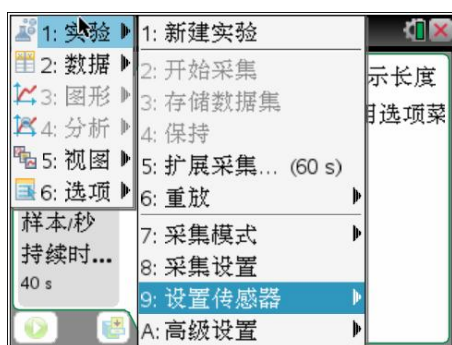 1: 实验
2: 数据
3: 图形
4: 分析
5: 视图
6: 选项
1: 新建实验
2: 开始采集
3: 存储数据集
4: 保持
5: 扩展采集... (60 s)
6: 重放
7: 采集模式
8: 采集设置
9: 设置传感器
A: 高级设置
示长度
选项菜
样本/秒
持续时...
40 s